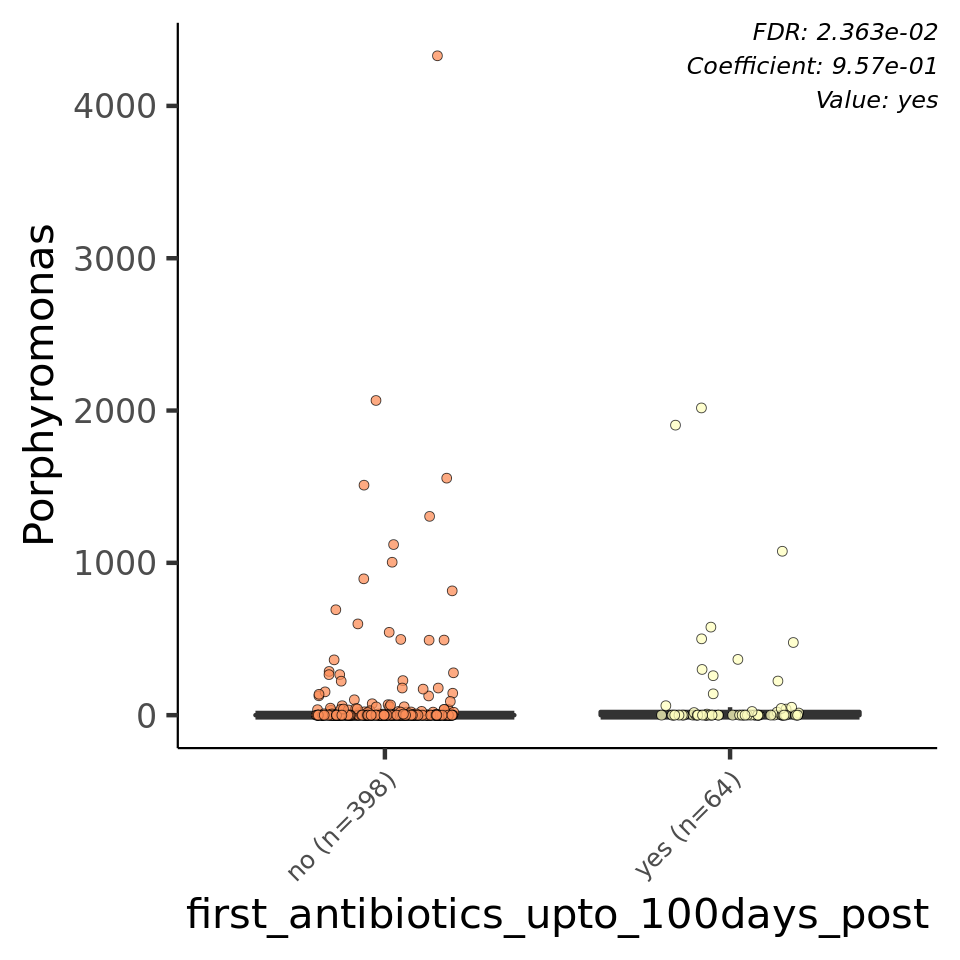 FDR: 2.363e-02
Coefficient: 9.57e-01
Value: yes
Porphyromonas
4000
3000
2000
1000
0
no (n=398)
yes (n=64)
first_antibiotics_upto_100days_post